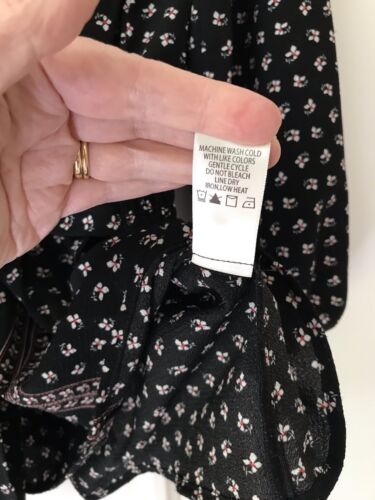 MACHINE WASH COLD
WITH LIKE COLORS
GENTLE CYCLE
DO NOT BLEACH
LINE DRY
IRON,LOW HEAT